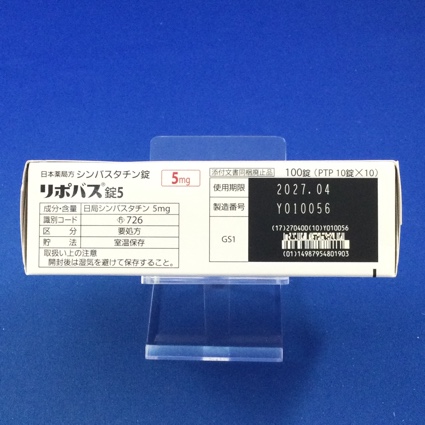 日本薬局方 シンバスタチン錠
5mg
リポバス®錠5
成分・含量 日局シンバスタチン 5mg
識別コード 726
区分 要処方
貯法 室温保存
取扱い上の注意
開封後は湿気を避けて保存すること。
添付文書同梱廃止品
100錠 (PTP 10錠×10)
使用期限 2027.04
製造番号 Y010056
GS1
(17)270400(10)Y010056
(01)14987954801903